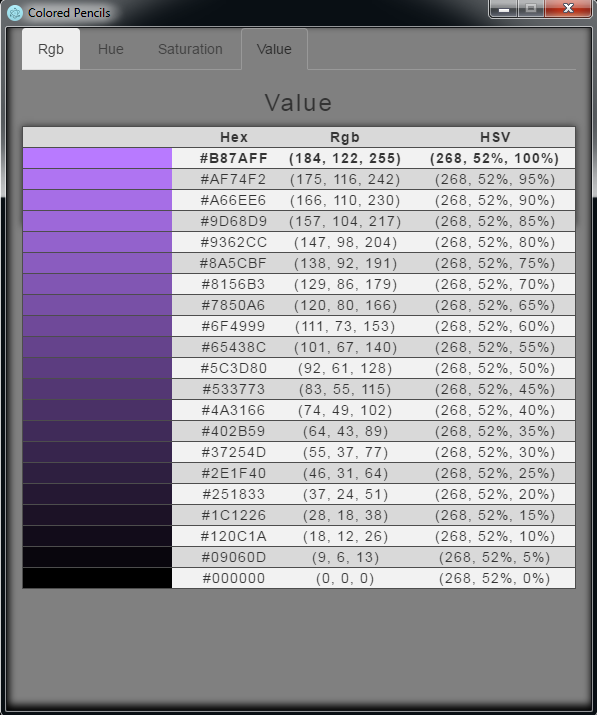 Colored Pencils
Rgb Hue Saturation Value
Value
Hex Rgb HSV
#B87AFF (184, 122, 255) (268, 52%, 100%)
#AF74F2 (175, 116, 242) (268, 52%, 95%)
#A66EE6 (166, 110, 230) (268, 52%, 90%)
#9D68D9 (157, 104, 217) (268, 52%, 85%)
#9362CC (147, 98, 204) (268, 52%, 80%)
#8A5CBF (138, 92, 191) (268, 52%, 75%)
#8156B3 (129, 86, 179) (268, 52%, 70%)
#7850A6 (120, 80, 166) (268, 52%, 65%)
#6F4999 (111, 73, 153) (268, 52%, 60%)
#65438C (101, 67, 140) (268, 52%, 55%)
#5C3D80 (92, 61, 128) (268, 52%, 50%)
#533773 (83, 55, 115) (268, 52%, 45%)
#4A3166 (74, 49, 102) (268, 52%, 40%)
#402B59 (64, 43, 89) (268, 52%, 35%)
#37254D (55, 37, 77) (268, 52%, 30%)
#2E1F40 (46, 31, 64) (268, 52%, 25%)
#251833 (37, 24, 51) (268, 52%, 20%)
#1C1226 (28, 18, 38) (268, 52%, 15%)
#120C1A (18, 12, 26) (268, 52%, 10%)
#09060D (9, 6, 13) (268, 52%, 5%)
#000000 (0, 0, 0) (268, 52%, 0%)